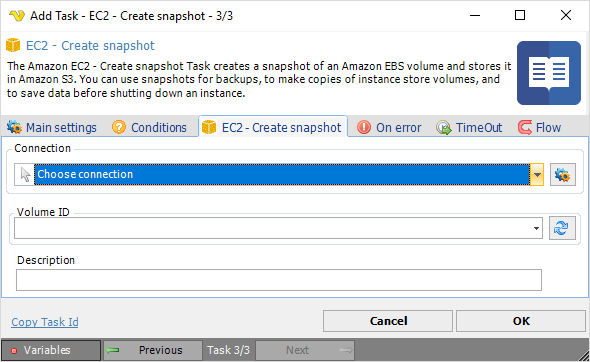 Add Task - EC2 - Create snapshot - 3/3
EC2 - Create snapshot
The Amazon EC2 - Create snapshot Task creates a snapshot of an Amazon EBS volume and stores it
in Amazon S3. You can use snapshots for backups, to make copies of instance store volumes, and
to save data before shutting down an instance.
Main settings Conditions EC2 - Create snapshot On error TimeOut Flow
Connection
Choose connection
Volume ID
Description
Copy Task Id Cancel OK
Variables Previous Task 3/3 Next